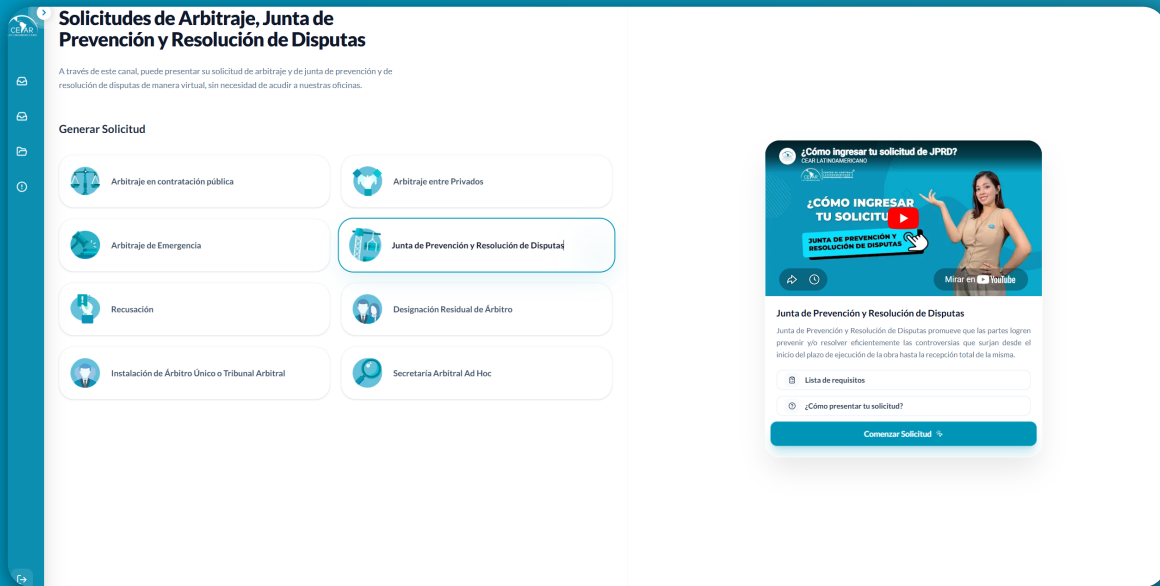 CEAR
Solicitudes de Arbitraje, Junta de
Prevención y Resolución de Disputas
A través de este canal, puede presentar su solicitud de arbitraje y de junta de prevención y de
resolución de disputas de manera virtual, sin necesidad de acudir a nuestras oficinas.
Generar Solicitud
Arbitraje en contratación pública
Arbitraje entre Privados
Arbitraje de Emergencia
Junta de Prevención y Resolución de Disputas
Recusación
Designación Residual de Árbitro
Instalación de Árbitro Único o Tribunal Arbitral
Secretaría Arbitral Ad Hoc
¿Cómo ingresar tu solicitud de JPRD?
CEAR LATINOAMERICANO
CEAR
¿CÓMO INGRESAR
TU SOLICITU
JUNTA DE PREVENCIÓN Y
RESOLUCIÓN DE DISPUTAS
Mirar en YouTube
Junta de Prevención y Resolución de Disputas
Junta de Prevención y Resolución de Disputas promueve que las partes logren
prevenir y/o resolver eficientemente las controversias que surjan desde el
inicio del plazo de ejecución de la obra hasta la recepción total de la misma.
Lista de requisitos
¿Cómo presentar tu solicitud?
Comenzar Solicitud